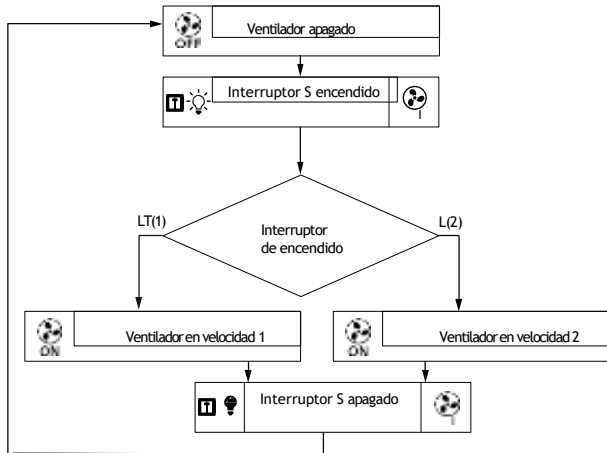 OFF
Ventilador apagado
Interruptor S encendido
I
LT(1)
Interruptor
de encendido
L(2)
ON
Ventilador en velocidad 1
ON
Ventilador en velocidad 2
Interruptor S apagado
I